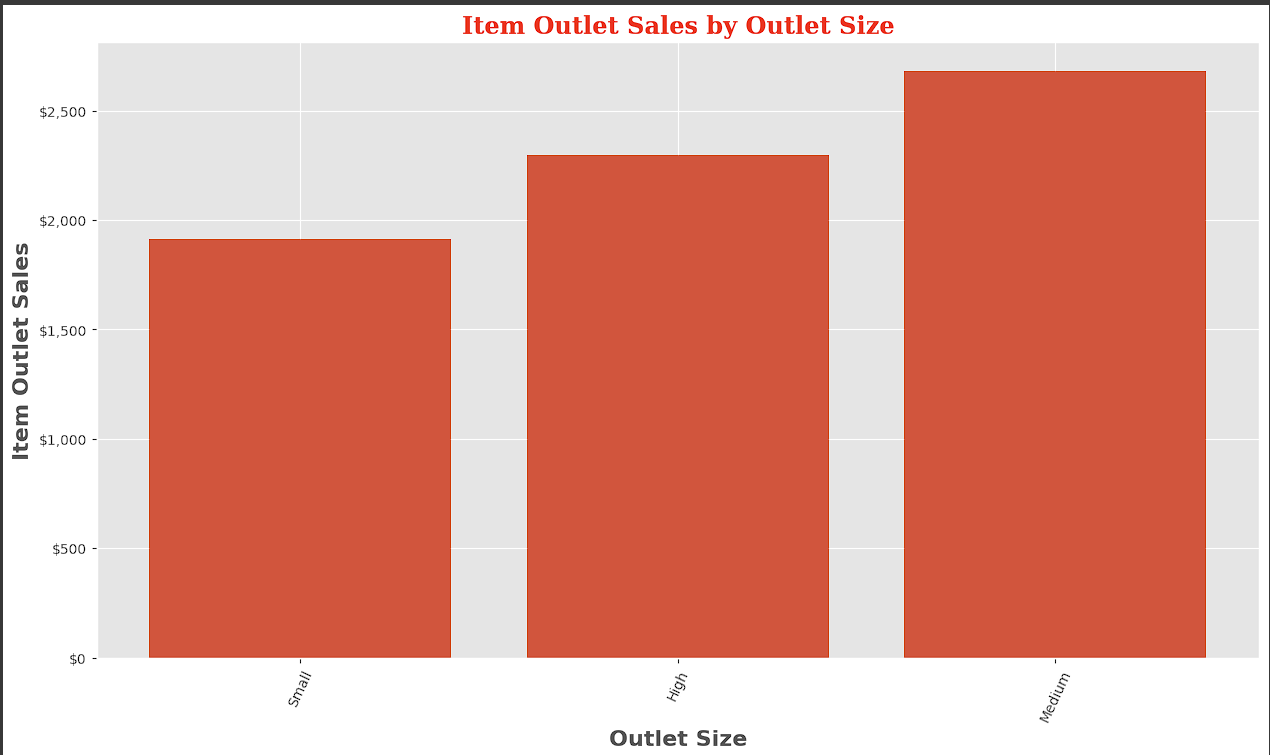 Item Outlet Sales by Outlet Size
Item Outlet Sales
$2,500
$2,000
$1,500
$1,000
$500
$0
Small
High
Medium
Outlet Size